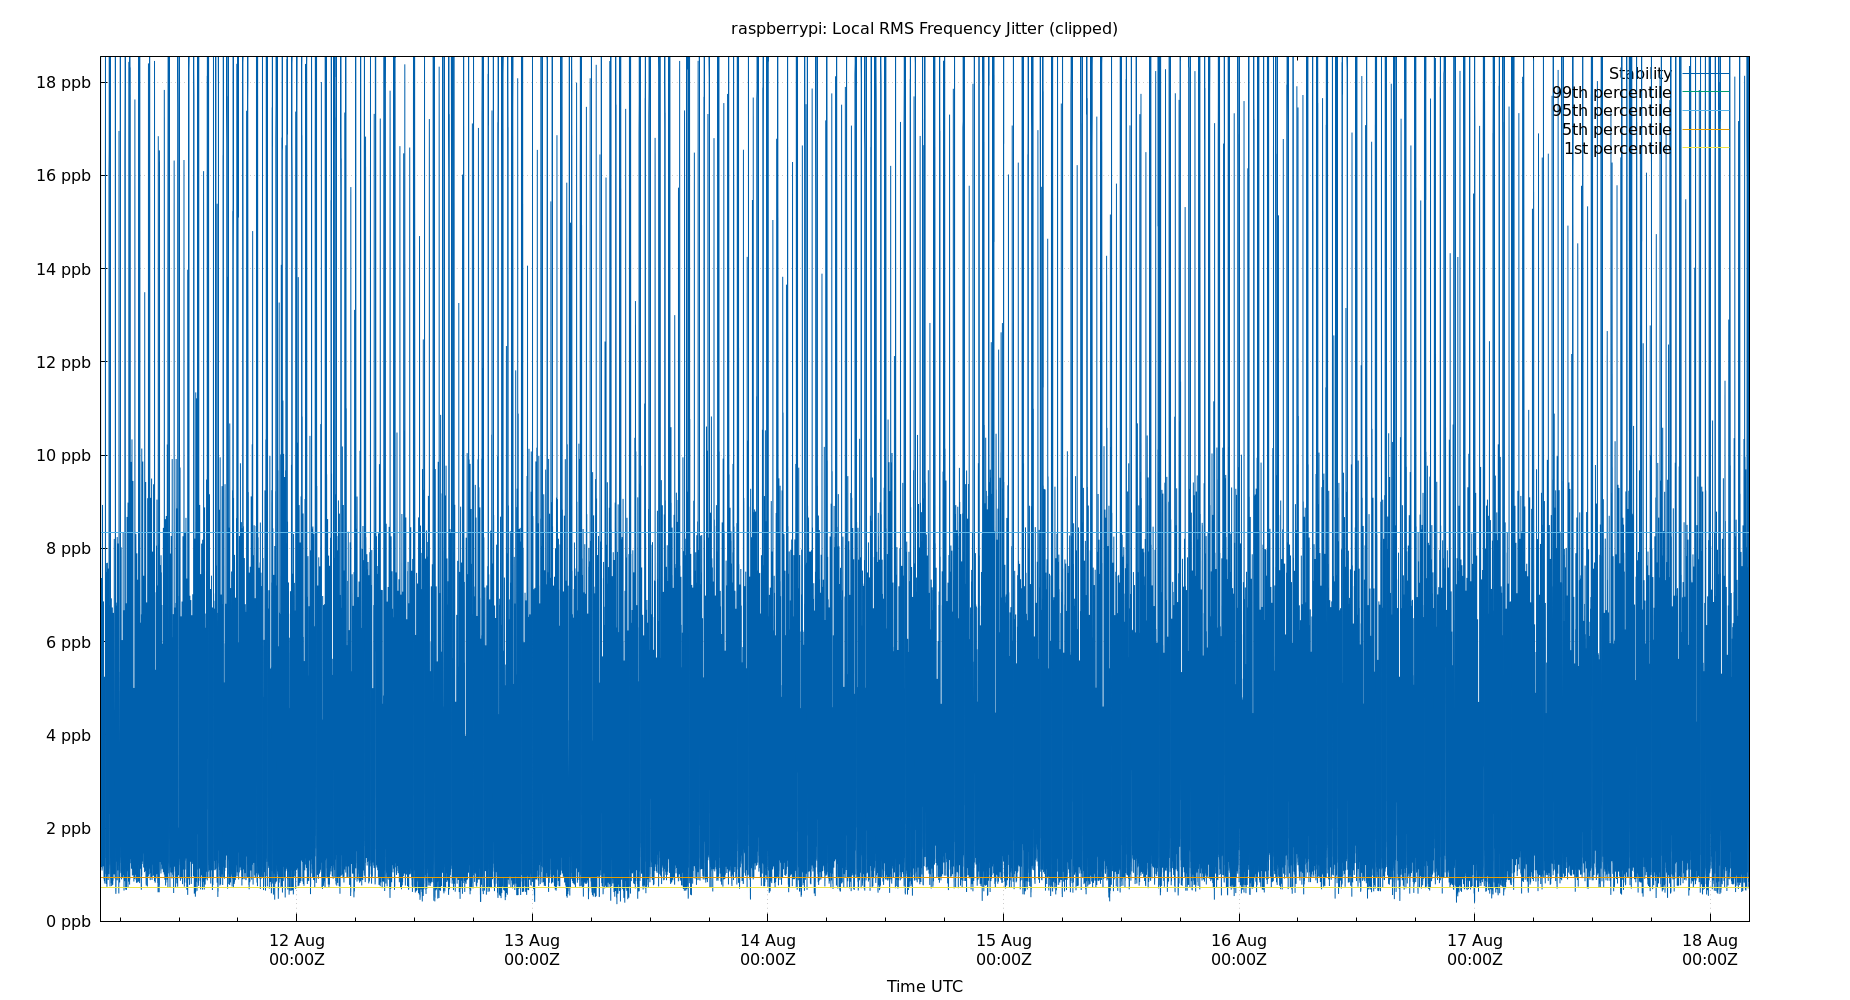 raspberrypi: Local RMS Frequency Jitter (clipped)
18 ppb
16 ppb
14 ppb
12 ppb
10 ppb
8 ppb
6 ppb
4 ppb
2 ppb
0 ppb
Stability
99th percentile
95th percentile
5th percentile
1st percentile
12 Aug
00:00Z
13 Aug
00:00Z
14 Aug
00:00Z
15 Aug
00:00Z
16 Aug
00:00Z
17 Aug
00:00Z
18 Aug
00:00Z
Time UTC